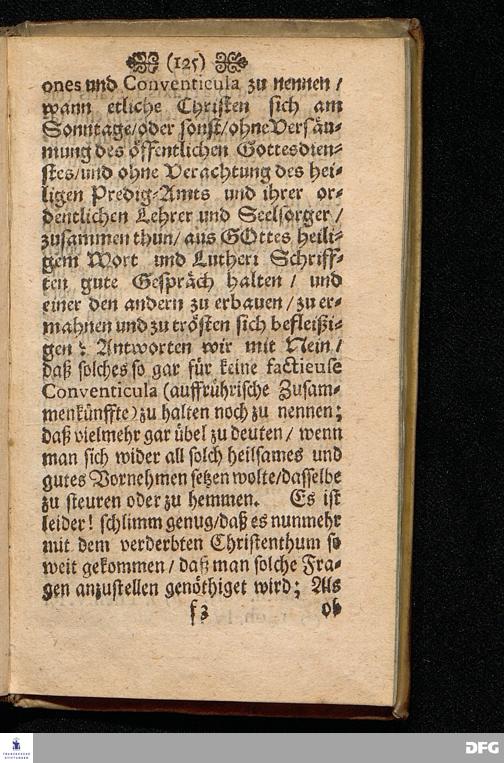 (125)
ones und Conventicula zu nennen /
wann etliche Christen sich am
Sonntage/oder sonst/ohne Versäu-
mung des öffentlichen Gottesdien-
stes/und ohne Verachtung des hei-
ligen Predig-Amts und ihrer or-
dentlichen Lehrer und Seelsorger /
zusammen thun/ aus GOttes heili-
gem Wort und Lutheri Schriff-
ten gute Gespräch halten / und
einer den andern zu erbauen / zu er-
mahnen und zu trösten sich befleißi-
gen? Antworten wir mit Nein /
daß solches so gar für keine factieuse
Conventicula (auffrührische Zusam-
menkünffte) zu halten noch zu nennen;
daß vielmehr gar übel zu deuten / wenn
man sich wider all solch heilsames und
gutes Vornehmen setzen wolte/dasselbe
zu steuren oder zu hemmen. Es ist
leider! schlimm genug/daß es nunmehr
mit dem verderbten Christenthum so
weit gekommen / daß man solche Fra-
gen anzustellen genöthiget wird; Als
f 3 ob
FRANCKESCHE STIFTUNGEN
DFG